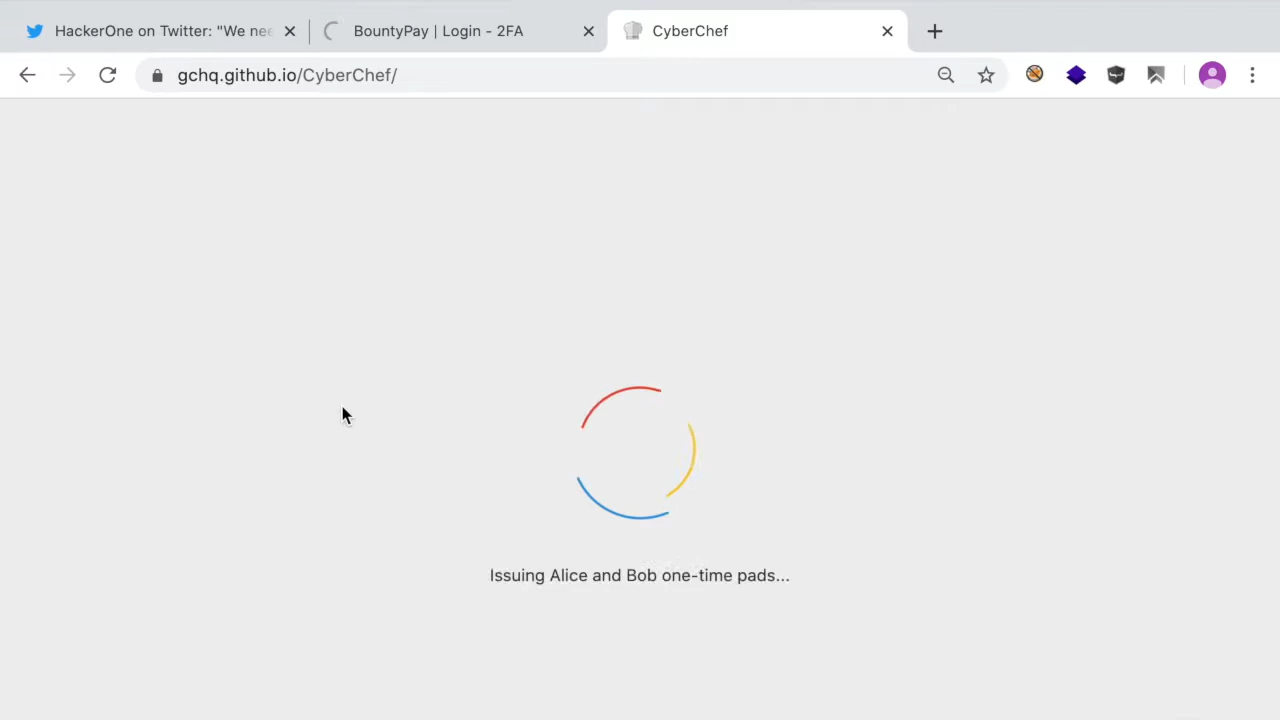 HackerOne on Twitter: "We nee
BountyPay | Login - 2FA
CyberChef
gchq.github.io/CyberChef/
Issuing Alice and Bob one-time pads...